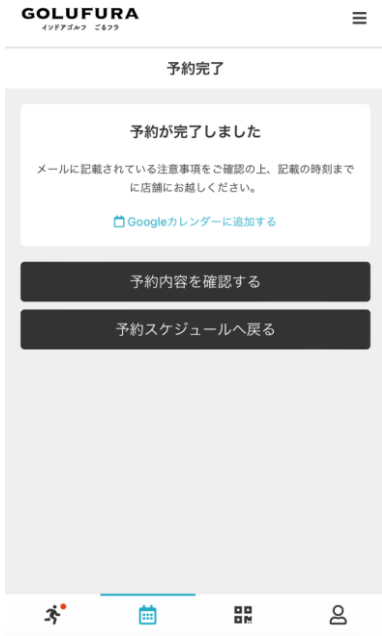 GOLUFURA
インドアゴルフ ごるフラ
予約完了
予約が完了しました
メールに記載されている注意事項をご確認の上、記載の時刻まで
に店舗にお越しください。
Googleカレンダーに追加する
予約内容を確認する
予約スケジュールへ戻る